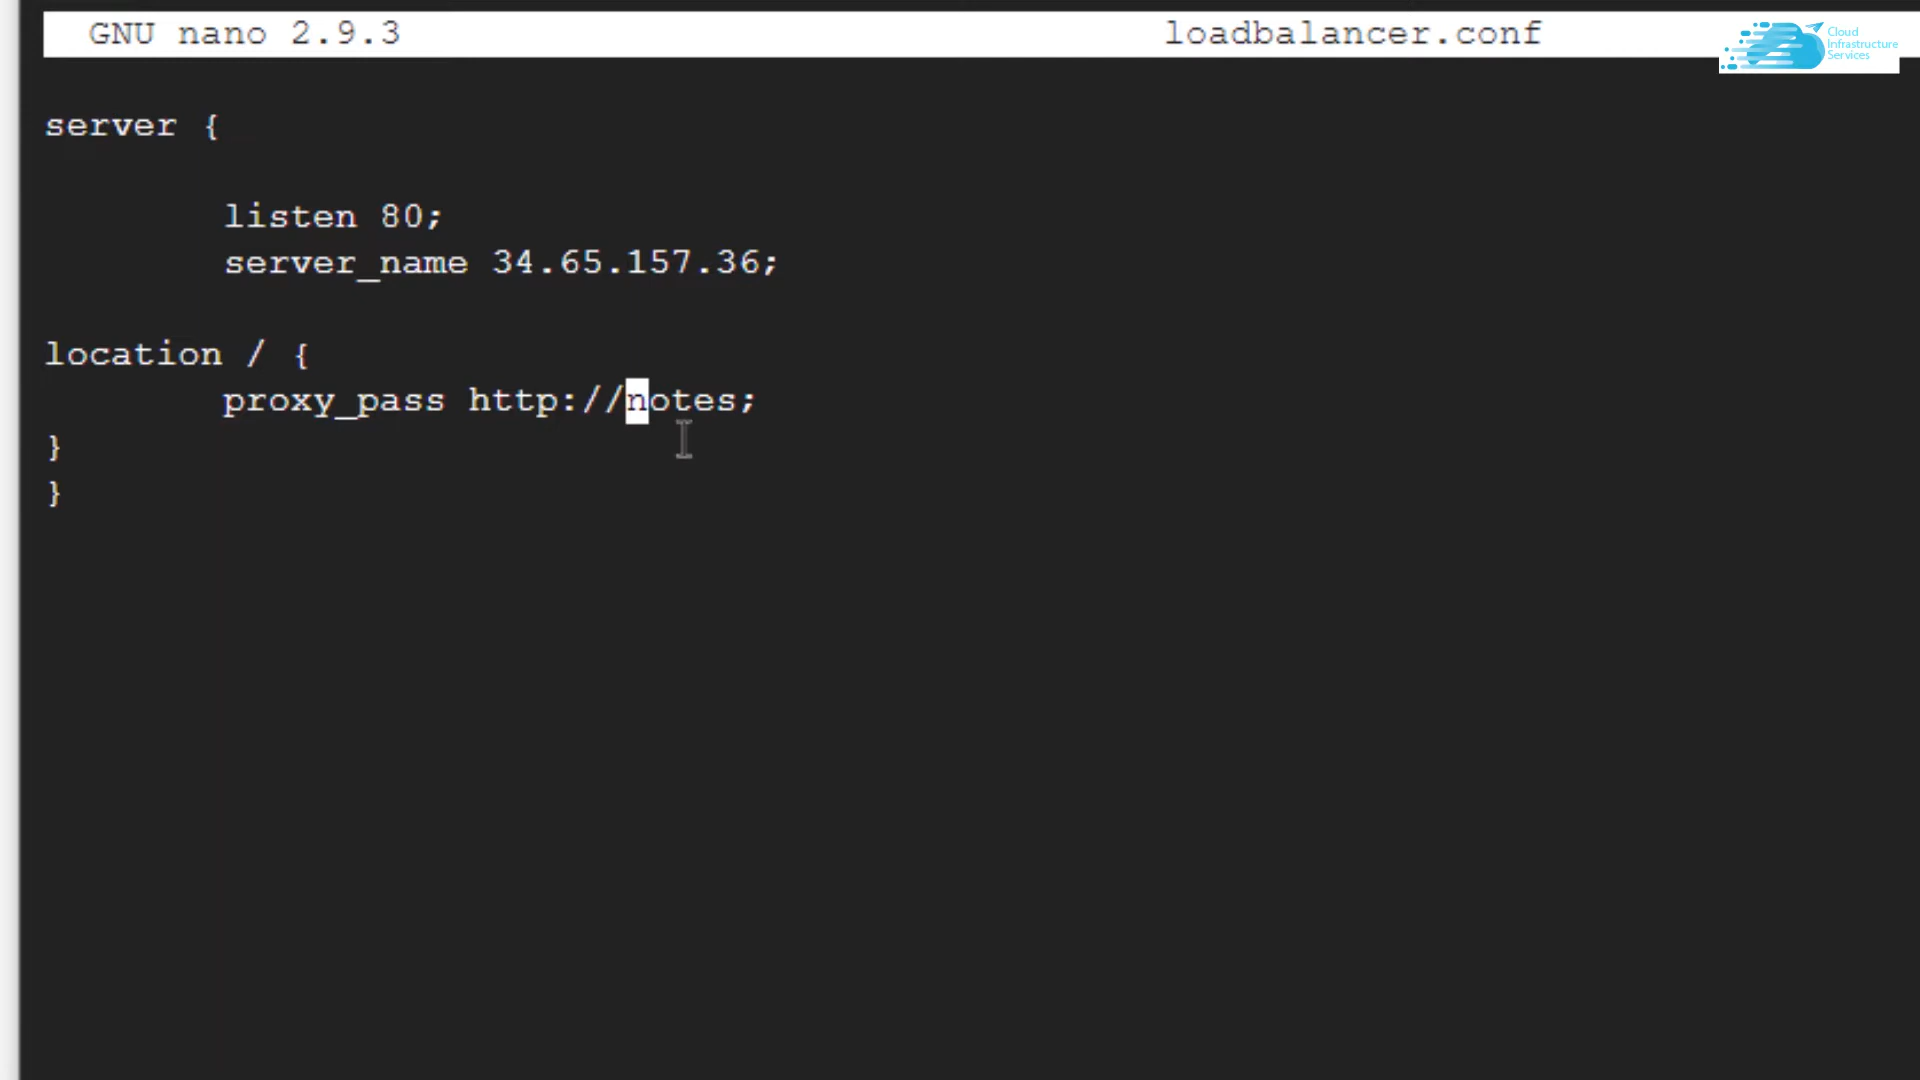 GNU nano 2.9.3 loadbalancer.conf
Cloud
Infrastructure
Services
server {
listen 80;
server_name 34.65.157.36;
location / {
proxy_pass http://notes;
}
}